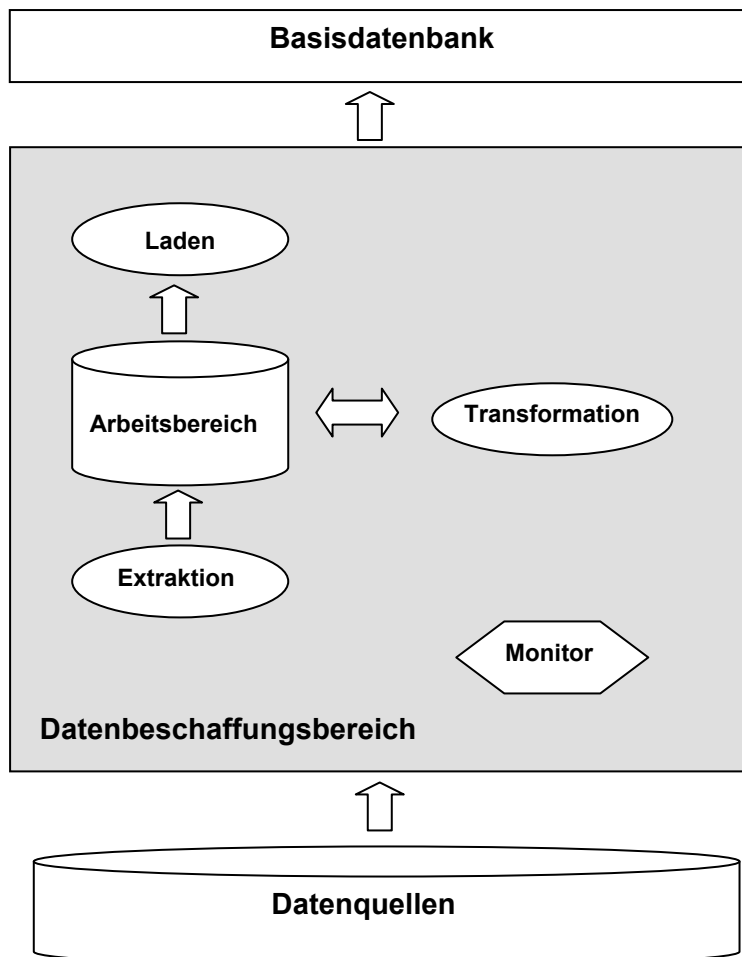 Basisdatenbank
Laden
Arbeitsbereich
Transformation
Extraktion
Monitor
Datenbeschaffungsbereich
Datenquellen